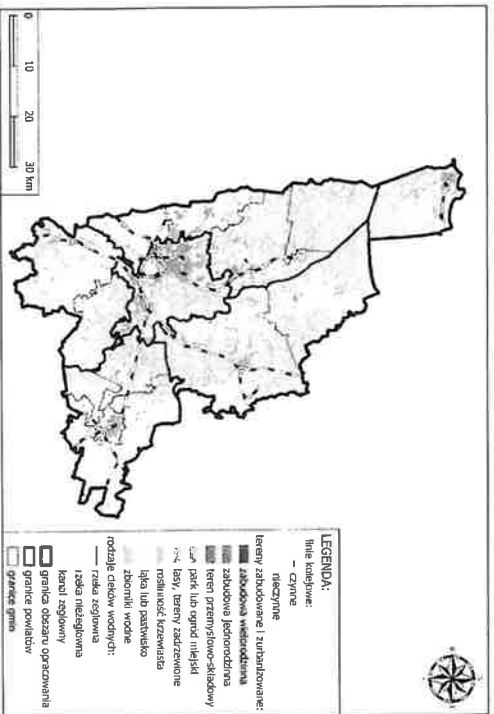 0 10 20 30 km
LEGENDA:
linie kolejowe:
czynne
nieczynne
tereny zabudowane i zurbanizowane:
zabudowa wielorodzinna
zabudowa jednorodzinna
teren przemysłowo-składowy
park lub ogród miejski
lasy, tereny zadrzewione
roślinność krzewiasta
łąka lub pastwisko
zbiorniki wodne
rodzaje cieków wodnych:
rzeka żeglowna
rzeka nieżeglowna
kanał żeglowny
granica obszaru opracowania
granice powiatów
granice gmin